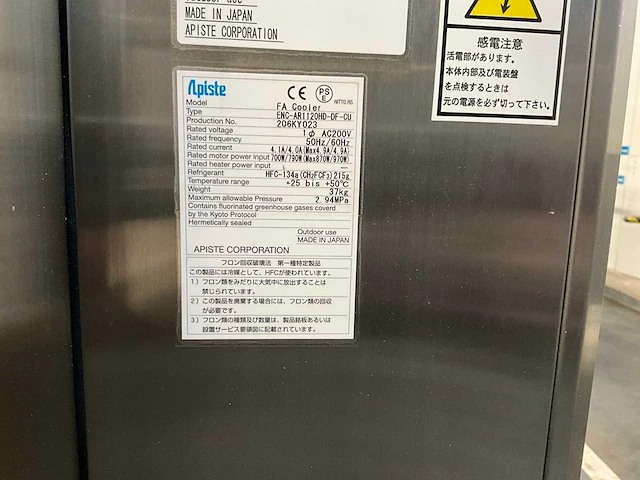 MADE IN JAPAN
APISTE CORPORATION
感電注意
活電部があります。
本体内部及び電装盤
を点検するときは
元の電源を必ず切って下さい。
Apiste
CE PSE NITTO.RS
Model FA Cooler
Type ENC-AR1120HD-DF-CU
Production No. 206KY023
Rated voltage 1φ AC200V
Rated frequency 50Hz/60Hz
Rated current 4.1A/4.0A(Max4.9A/4.9A)
Rated motor power input 700W/790W(Max870W/970W)
Rated heater power input —
Refrigerant HFC-134a(CH2FCF3)215g
Temperature range +25 bis +50℃
Weight 37kg
Maximum allowable Pressure 2.94MPa
Contains fluorinated greenhouse gases coverd
by the Kyoto Protocol
Hermetically sealed
Outdoor use
MADE IN JAPAN
APISTE CORPORATION
フロン回収破壊法 第一種特定製品
この製品には冷媒として、HFCが使われています。
1）フロン類をみだりに大気中に放出することは
禁じられています。
2）この製品を廃棄する場合には、フロン類の回収
が必要です。
3）フロン類の種類及び数量は、製品銘板あるいは
設置サービス要領図に記載されています。